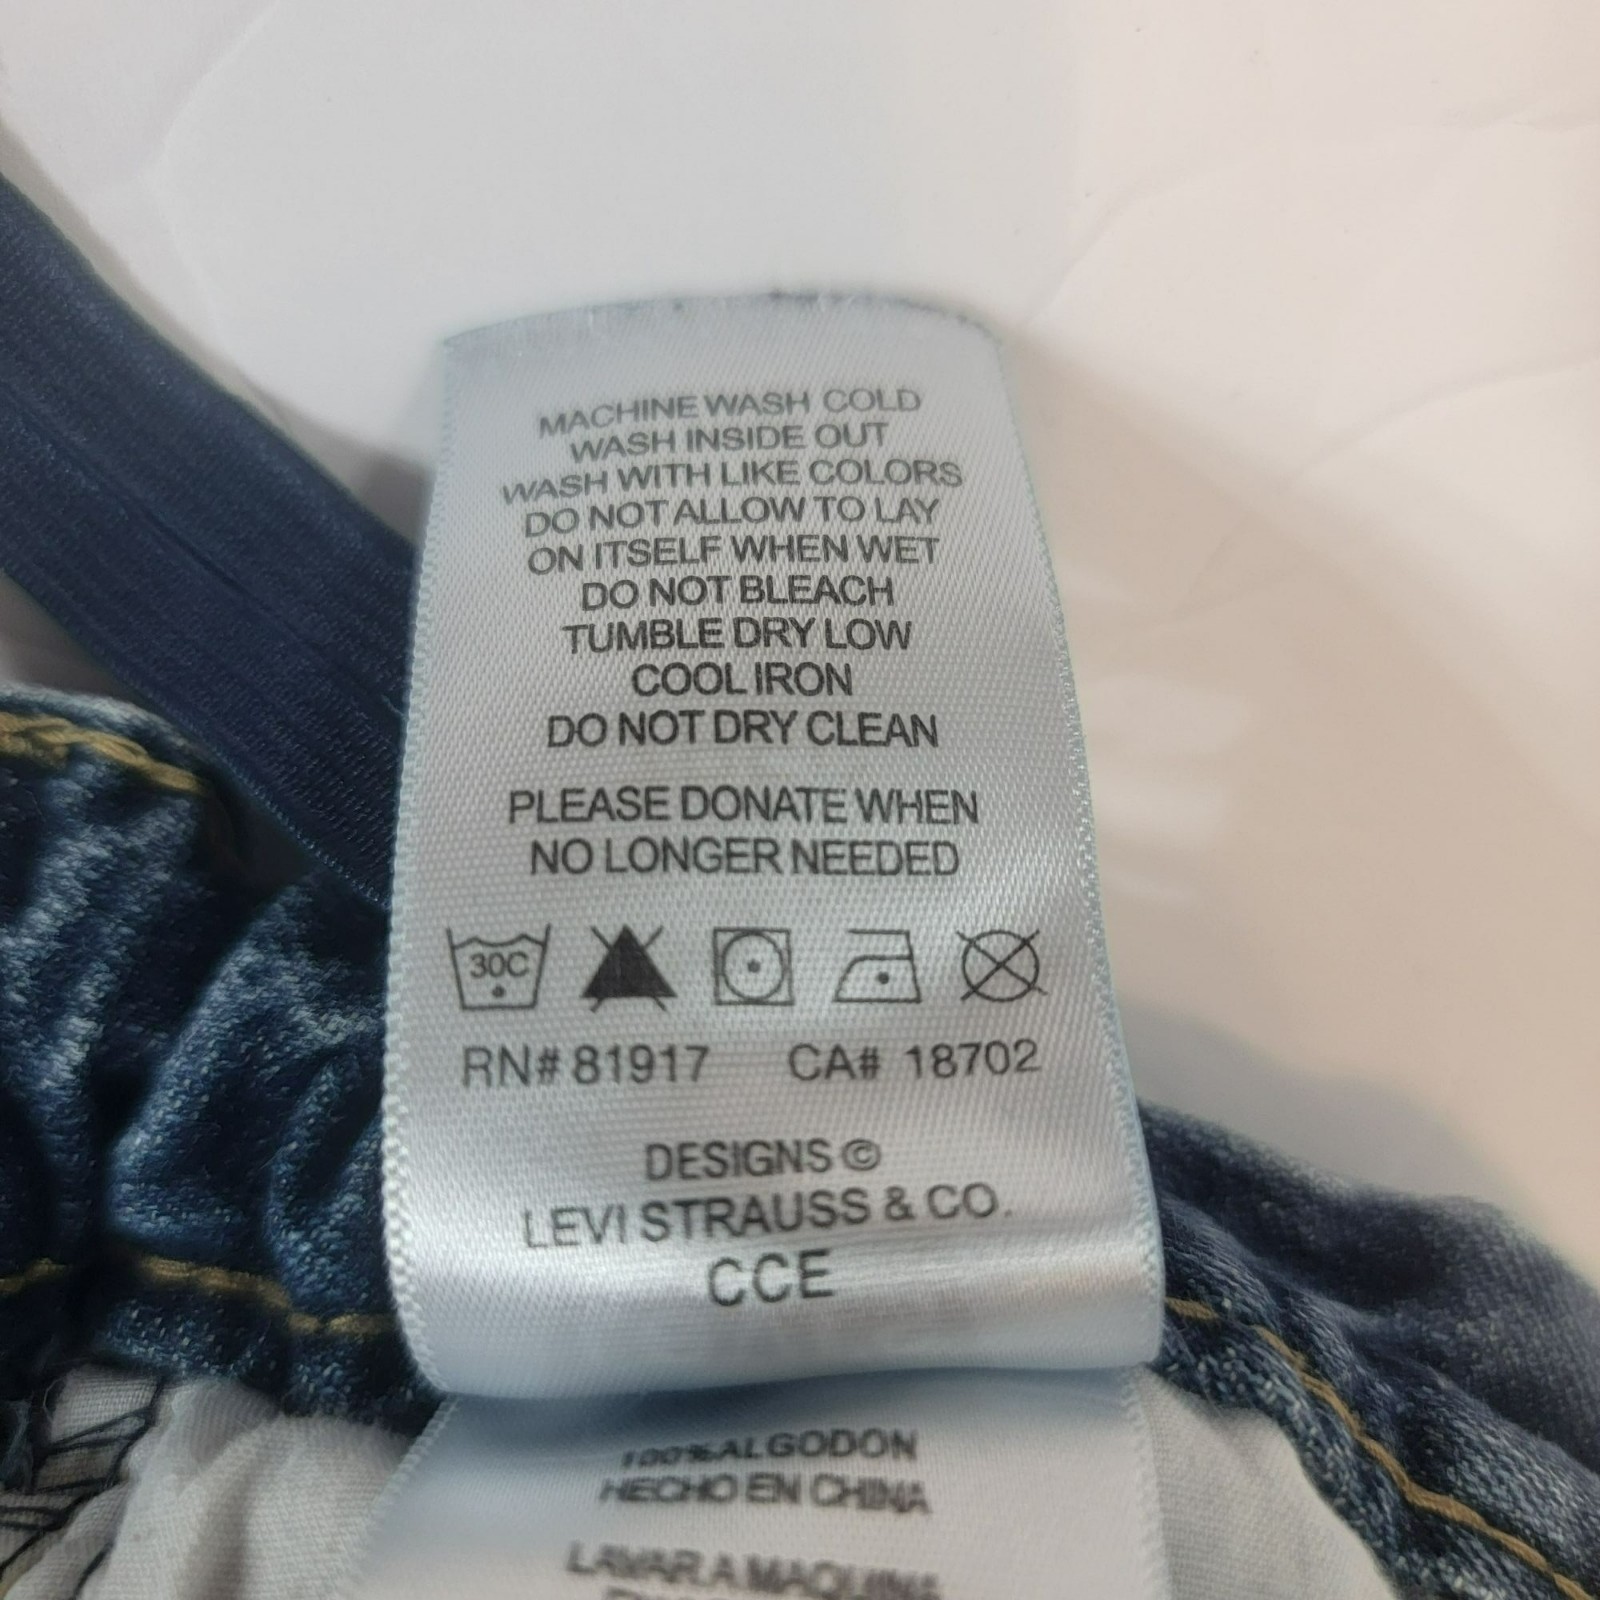 MACHINE WASH COLD
WASH INSIDE OUT
WASH WITH LIKE COLORS
DO NOT ALLOW TO LAY
ON ITSELF WHEN WET
DO NOT BLEACH
TUMBLE DRY LOW
COOL IRON
DO NOT DRY CLEAN
PLEASE DONATE WHEN
NO LONGER NEEDED
30C
RN# 81917 CA# 18702
DESIGNS ©
LEVI STRAUSS & CO.
CCE
100% ALGODON
HECHO EN CHINA
LAVAR A MAQUINA